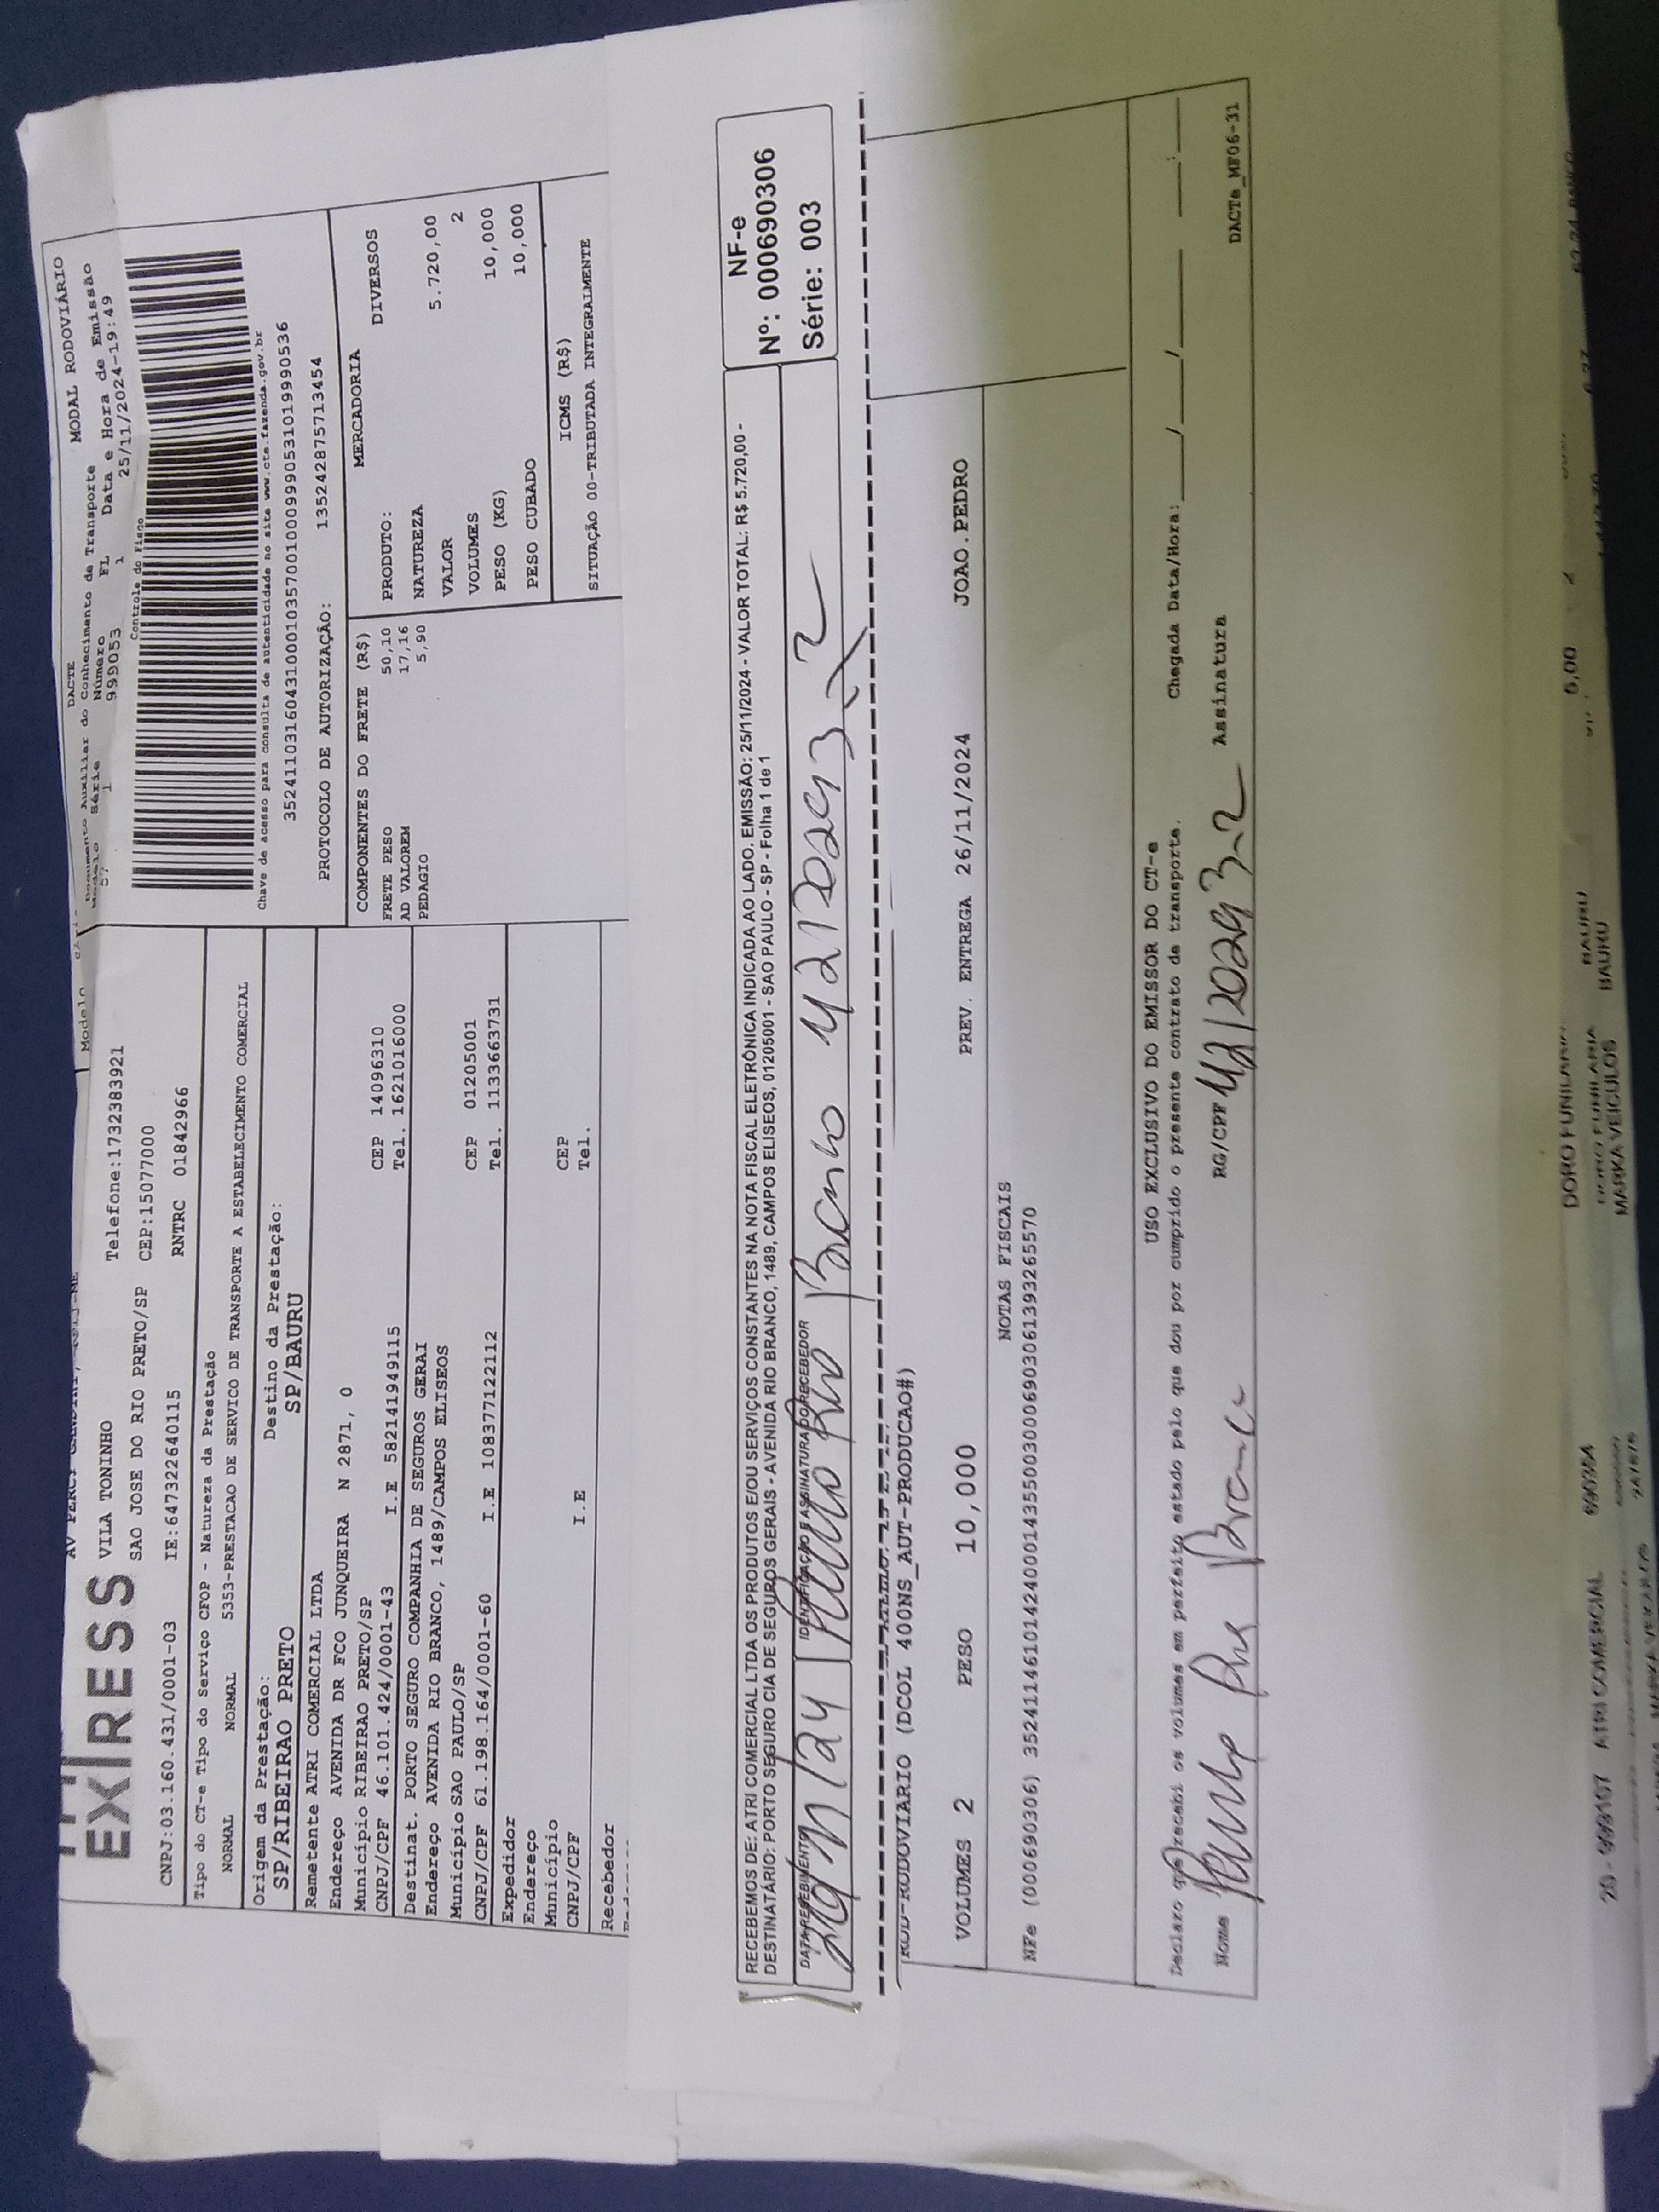 DACTE
MODAL RODOVIÁRIO
Documento Auxiliar do Conhecimento de Transporte
Modelo Série Número FL Data e Hora de Emissão
57 1 999053 1 25/11/2024-19:49
Controle do Fisco
EXPRESS
VILA TONINHO
Telefone:1732383921
SAO JOSE DO RIO PRETO/SP CEP:15077000
CNPJ:03.160.431/0001-03 IE:647322640115 RNTRC 01842966
Chave de acesso para consulta de autenticidade no site www.cte.fazenda.gov.br
35241103160431000103570010009990531019990536
PROTOCOLO DE AUTORIZAÇÃO: 135242875713454
Tipo do CT-e Tipo do Serviço CFOP - Natureza da Prestação
NORMAL NORMAL 5353-PRESTACAO DE SERVICO DE TRANSPORTE A ESTABELECIMENTO COMERCIAL
Origem da Prestação: Destino da Prestação:
SP/RIBEIRAO PRETO SP/BAURU
Remetente ATRI COMERCIAL LTDA
Endereço AVENIDA DR FCO JUNQUEIRA N 2871, 0
Município RIBEIRAO PRETO/SP CEP 14096310
CNPJ/CPF 46.101.424/0001-43 I.E 582141949115 Tel. 1621016000
Destinat. PORTO SEGURO COMPANHIA DE SEGUROS GERAI
Endereço AVENIDA RIO BRANCO, 1489/CAMPOS ELISEOS
Município SAO PAULO/SP CEP 01205001
CNPJ/CPF 61.198.164/0001-60 I.E 108377122112 Tel. 1133663731
Expedidor
Endereço
Município CEP
CNPJ/CPF I.E Tel.
Recebedor
COMPONENTES DO FRETE (R$)
FRETE PESO 50,10
AD VALOREM 17,16
PEDAGIO 5,90
MERCADORIA
PRODUTO: DIVERSOS
NATUREZA
VALOR 5.720,00
VOLUMES 2
PESO (KG) 10,000
PESO CUBADO 10,000
ICMS (R$)
SITUAÇÃO 00-TRIBUTADA INTEGRALMENTE
RECEBEMOS DE: ATRI COMERCIAL LTDA OS PRODUTOS E/OU SERVIÇOS CONSTANTES NA NOTA FISCAL ELETRÔNICA INDICADA AO LADO. EMISSÃO: 25/11/2024 - VALOR TOTAL: R$ 5.720,00 -
DESTINATÁRIO: PORTO SEGURO CIA DE SEGUROS GERAIS - AVENIDA RIO BRANCO, 1489, CAMPOS ELISEOS, 01205001 - SAO PAULO - SP - Folha 1 de 1
NF-e
Nº: 000690306
Série: 003
DATA RECEBIMENTO IDENTIFICAÇÃO E ASSINATURA DO RECEBEDOR
ROD-RODOVIARIO (DCOL 400NS_AUT-PRODUCAO#)
VOLUMES 2 PESO 10,000 PREV. ENTREGA 26/11/2024 JOAO.PEDRO
NOTAS FISCAIS
NFe (000690306) 35241146101424000143550030006903061393265570
USO EXCLUSIVO DO EMISSOR DO CT-e
Declaro que recebi os volumes em perfeito estado pelo que dou por cumprido o presente contrato de transporte. Chegada Data/Hora: ____/____/____ ___:___
Nome RG/CPF Assinatura
DACTe_MF06-31
DORO FUNILARIA
BAURU
MARKA VEICULOS BAURU
ATRI COMERCIAL